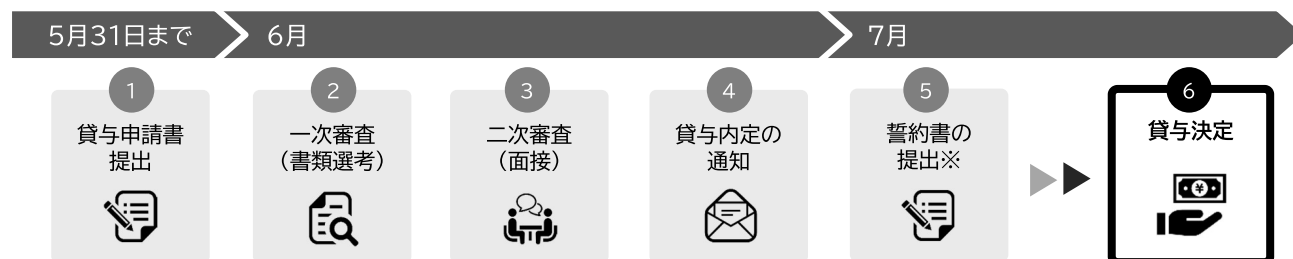 5月31日まで
6月
7月
1
貸与申請書
提出
2
一次審査
（書類選考）
3
二次審査
（面接）
4
貸与内定の
通知
5
誓約書の
提出※
6
貸与決定
¥